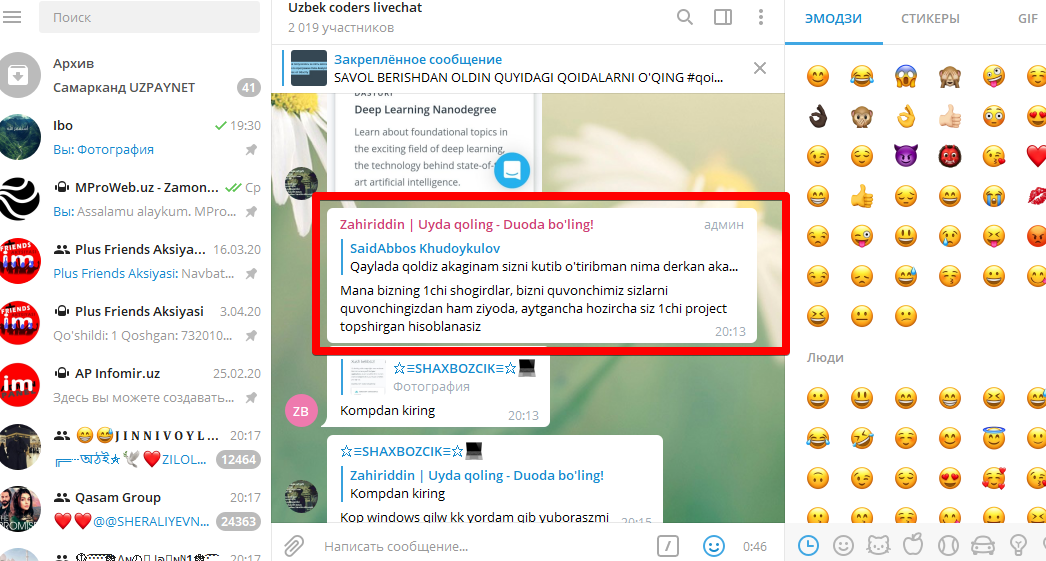 Поиск
Архив
Самарканд UZPAYNET
41
Ibo
19:30
Вы: Фотография
MProWeb.uz - Zamon...
Ср
Вы: Assalamu alaykum. MPro...
Plus Friends Aksiya...
16.03.20
Plus Friends Aksiyasi: Navbat...
Plus Friends Aksiyasi
3.04.20
Qo'shildi: 1 Qoshgan: 732010...
AP Infomir.uz
25.02.20
Здесь вы можете создавать...
JINNIVOYL...
20:17
ZILOL...
12464
Qasam Group
20:17
@@SHERALIYEVN...
24363
20:17
Uzbek coders livechat
2 019 участников
Закреплённое сообщение
SAVOL BERISHDAN OLDIN QUYIDAGI QOIDALARNI O'QING #qoi...
DASTURI
Deep Learning Nanodegree
Learn about foundational topics in
the exciting field of deep learning,
the technology behind state-of-
art artificial intelligence.
Zahiriddin | Uyda qoling - Duoda bo'ling!
админ
SaidAbbos Khudoykulov
Qaylada qoldiz akaginam sizni kutib o'tiribman nima derkan aka...
Mana bizning 1chi shogirdlar, bizni quvonchimiz sizlarni
quvonchingizdan ham ziyoda, aytgancha hozircha siz 1chi project
topshirgan hisoblanasiz
20:13
☆≡SHAXBOZCIK≡☆💻
Фотография
Kompdan kiring
20:13
ZB
☆≡SHAXBOZCIK≡☆💻
Zahiriddin | Uyda qoling - Duoda bo'ling!
Kompdan kiring
Kop windows qilw kk yordam qib yuboraszmi
20:15
Написать сообщение...
0:46
ЭМОДЗИ
СТИКЕРЫ
GIF
Люди